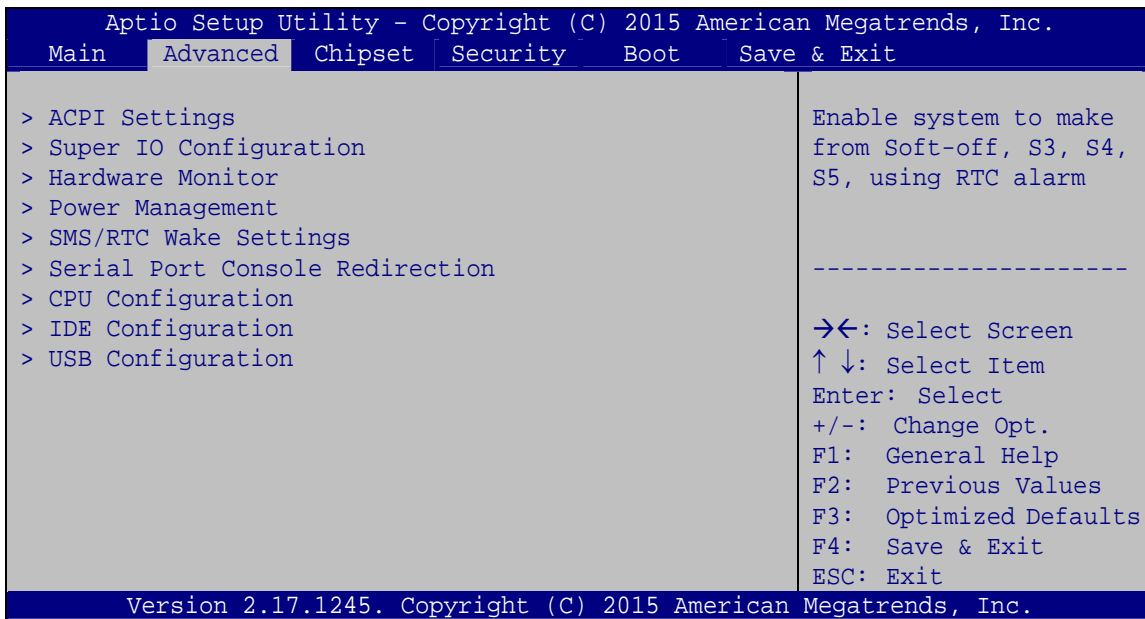 Aptio Setup Utility – Copyright (C) 2015 American Megatrends, Inc.
Main Advanced Chipset Security Boot Save & Exit
> ACPI Settings
> Super IO Configuration
> Hardware Monitor
> Power Management
> SMS/RTC Wake Settings
> Serial Port Console Redirection
> CPU Configuration
> IDE Configuration
> USB Configuration
Enable system to make
from Soft-off, S3, S4,
S5, using RTC alarm
----------------------
→←: Select Screen
↑ ↓: Select Item
Enter: Select
+/-: Change Opt.
F1: General Help
F2: Previous Values
F3: Optimized Defaults
F4: Save & Exit
ESC: Exit
Version 2.17.1245. Copyright (C) 2015 American Megatrends, Inc.